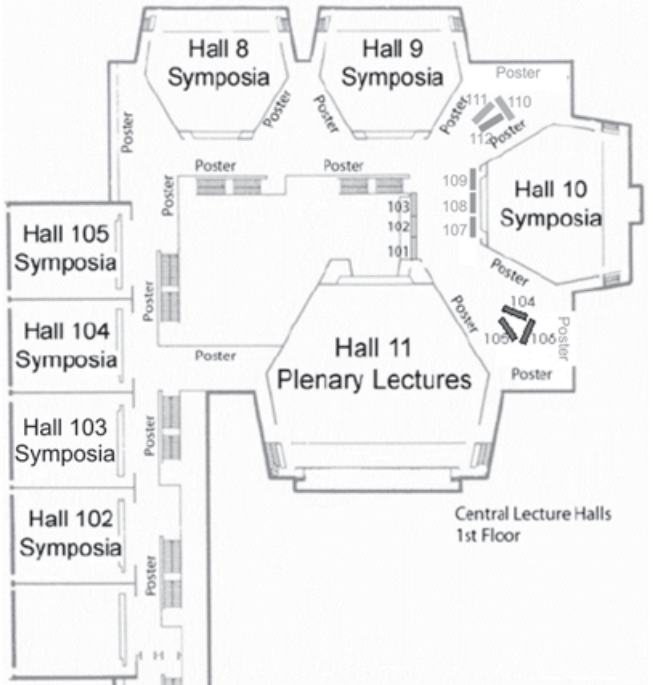 Hall 8
Symposia
Hall 9
Symposia
Poster
Poster
Poster
Poster
111
110
112
Poster
Poster
Poster
Poster
Poster
Poster
109
108
107
103
102
101
Hall 10
Symposia
Hall 105
Symposia
Poster
Poster
Poster
104
105
106
Poster
Poster
Hall 104
Symposia
Poster
Hall 11
Plenary Lectures
Hall 103
Symposia
Poster
Hall 102
Symposia
Poster
Central Lecture Halls
1st Floor